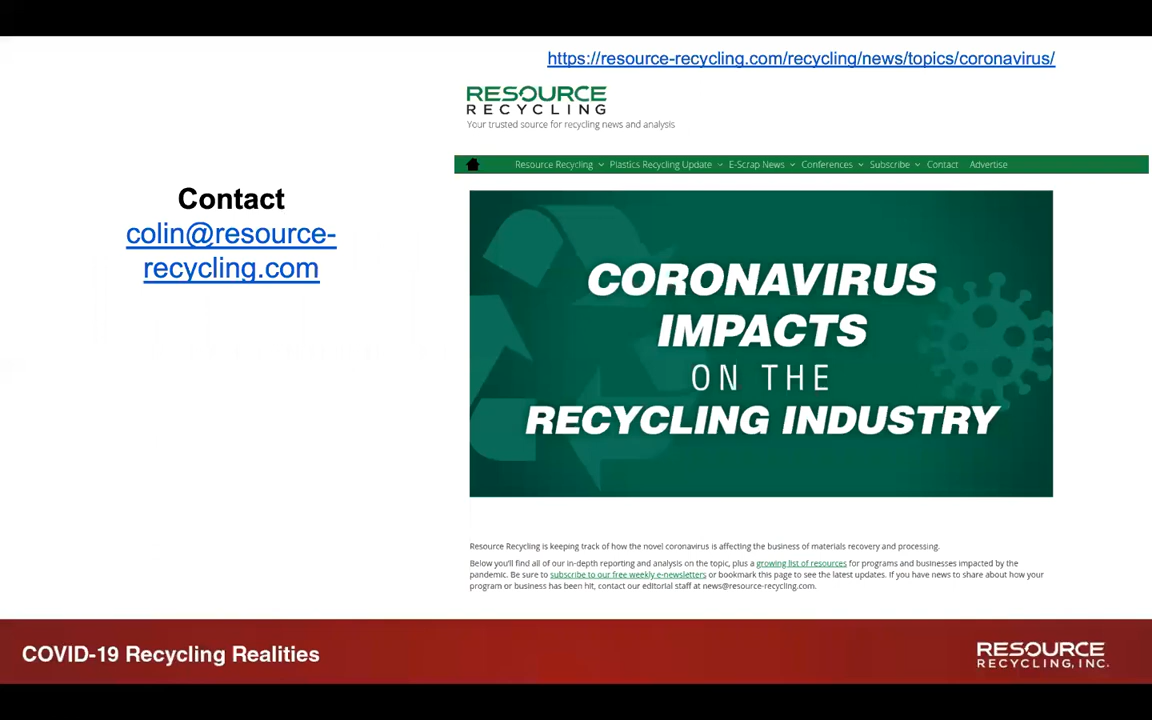 https://resource-recycling.com/recycling/news/topics/coronavirus/
RESOURCE
RECYCLING
Your trusted source for recycling news and analysis
Resource Recycling Plastics Recycling Update E-Scrap News Conferences Subscribe Contact Advertise
Contact
colin@resource-
recycling.com
CORONAVIRUS
IMPACTS
ON THE
RECYCLING INDUSTRY
Resource Recycling is keeping track of how the novel coronavirus is affecting the business of materials recovery and processing.
Below you'll find all of our in-depth reporting and analysis on the topic, plus a growing list of resources for programs and businesses impacted by the
pandemic. Be sure to subscribe to our free weekly e-newsletters or bookmark this page to see the latest updates. If you have news to share about how your
program or business has been hit, contact our editorial staff at news@resource-recycling.com.
COVID-19 Recycling Realities
RESOURCE
RECYCLING, INC.